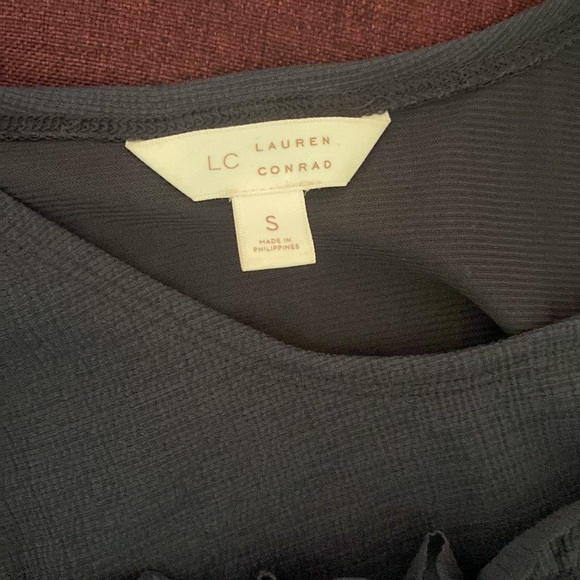 LC LAUREN
CONRAD
S
MADE IN
PHILIPPINES